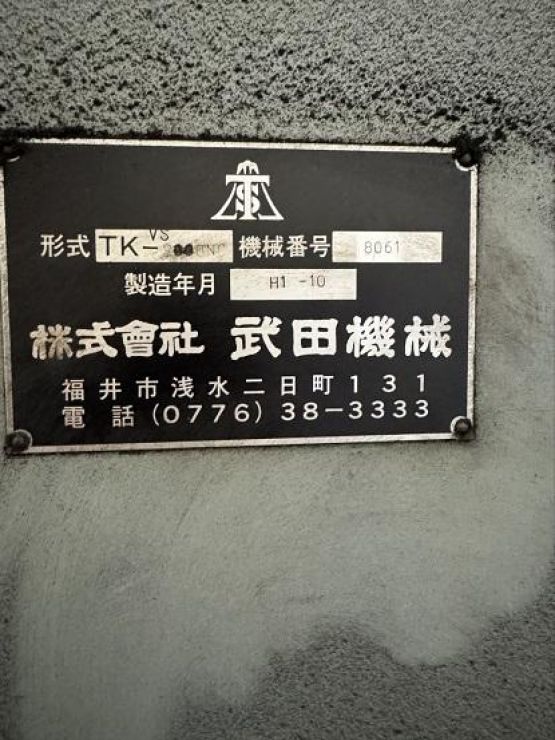 形式 TK-VS 機械番号 8061
製造年月 H1-10
株式會社 武田機械
福井市浅水二日町131
電話(0776)38-3333